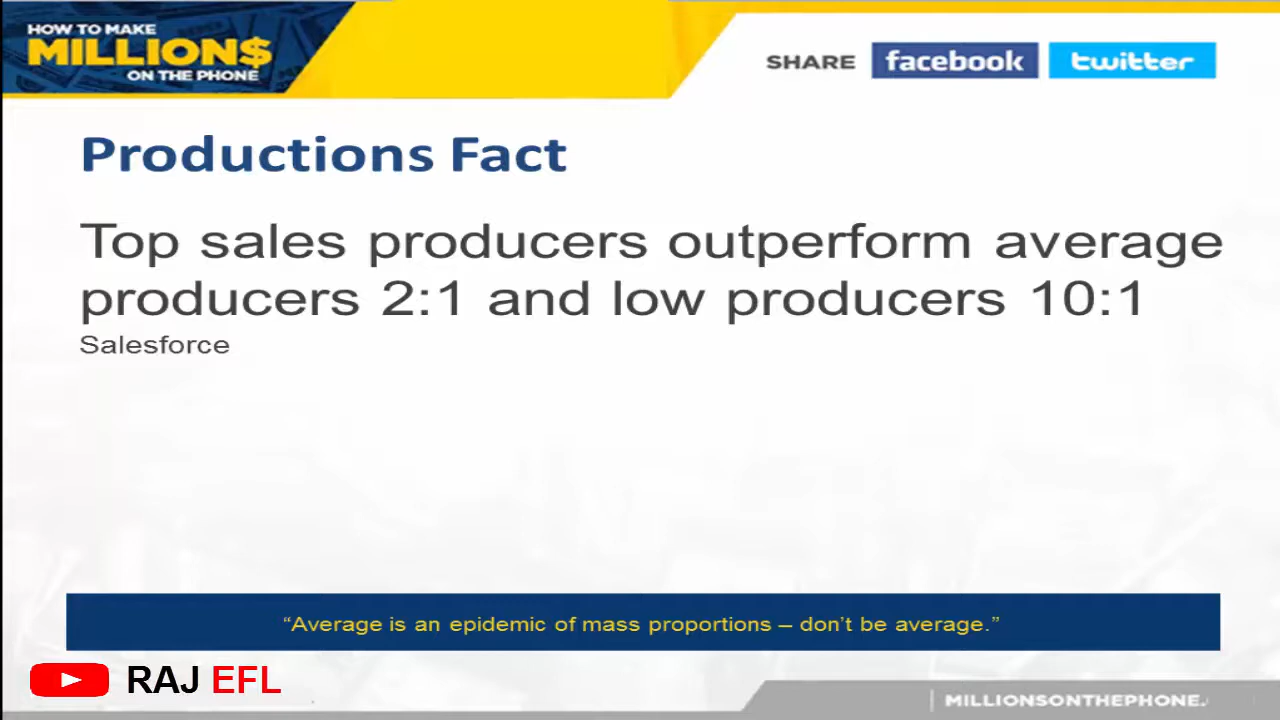 HOW TO MAKE
MILLION$
ON THE PHONE
SHARE facebook twitter
Productions Fact
Top sales producers outperform average
producers 2:1 and low producers 10:1
Salesforce
“Average is an epidemic of mass proportions – don’t be average.”
RAJ EFL
MILLIONSONTHEPHONE.